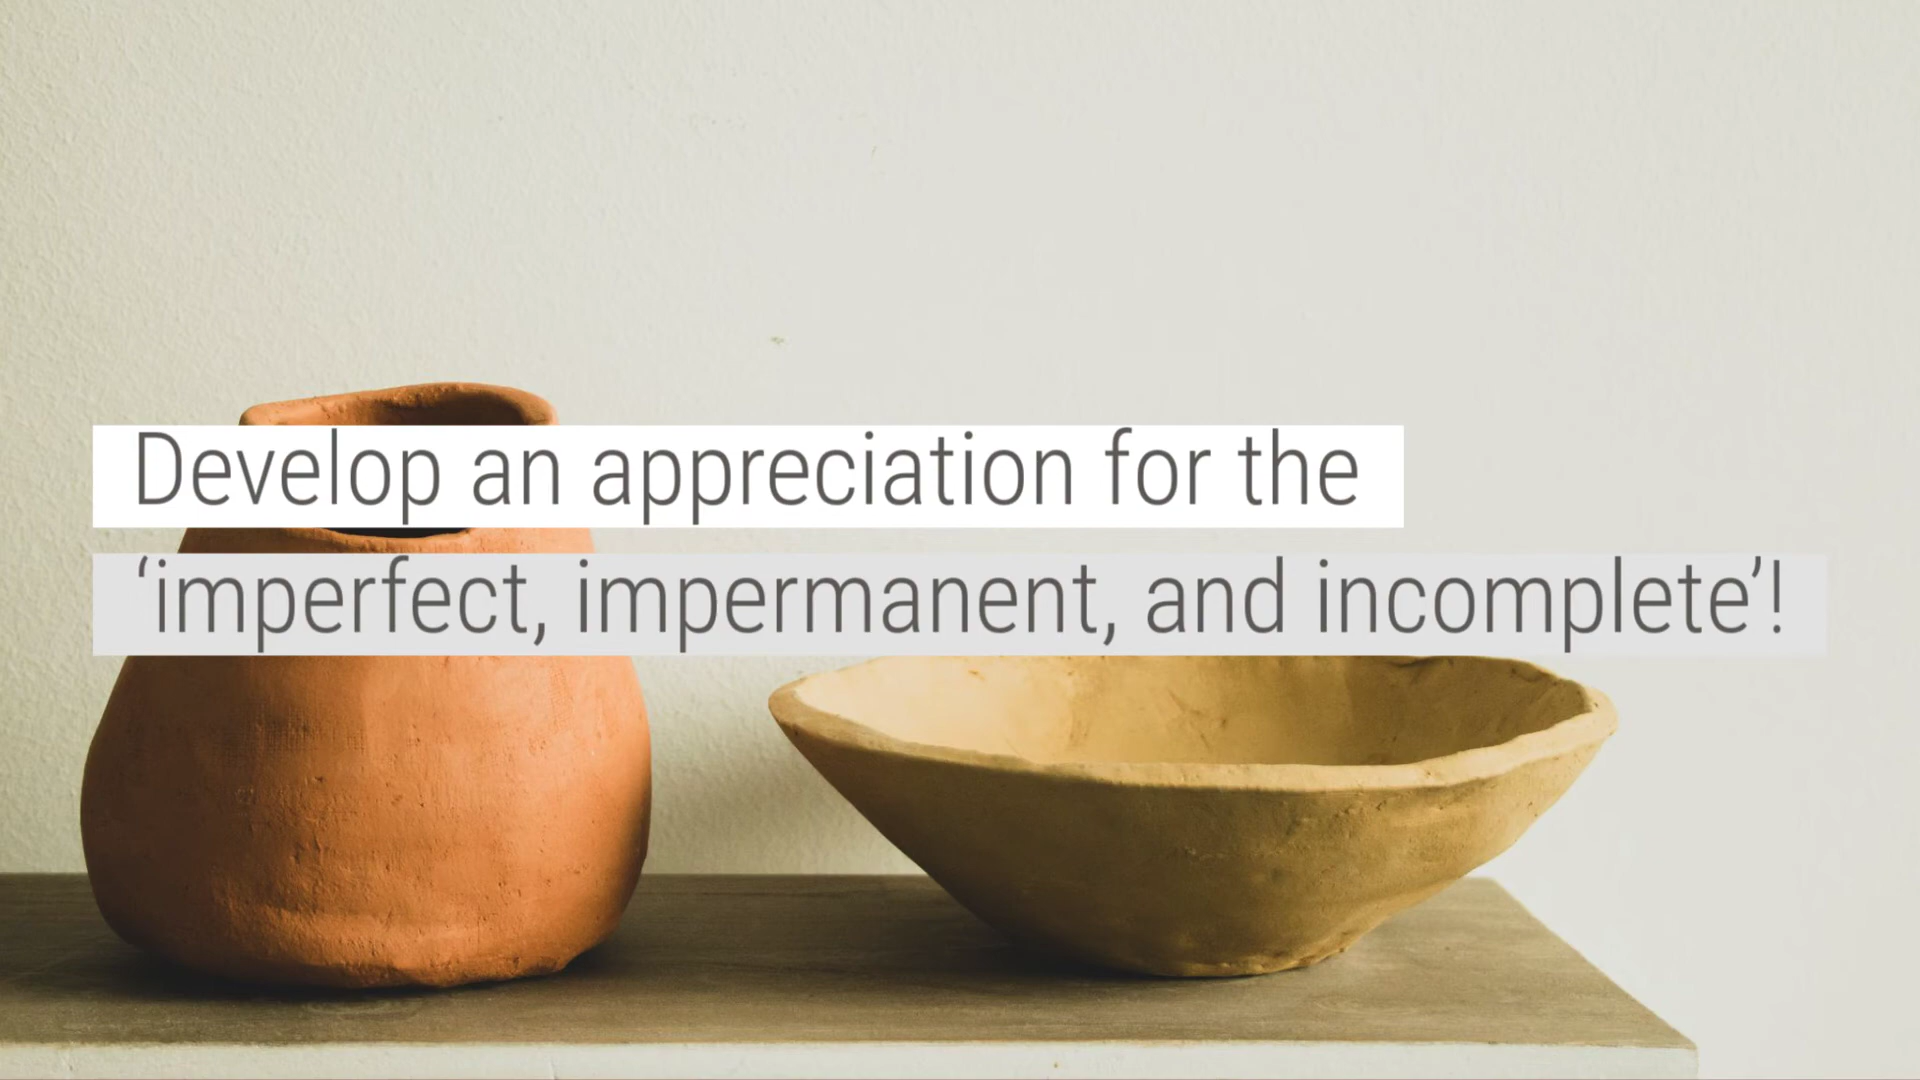 Develop an appreciation for the
‘imperfect, impermanent, and incomplete’!